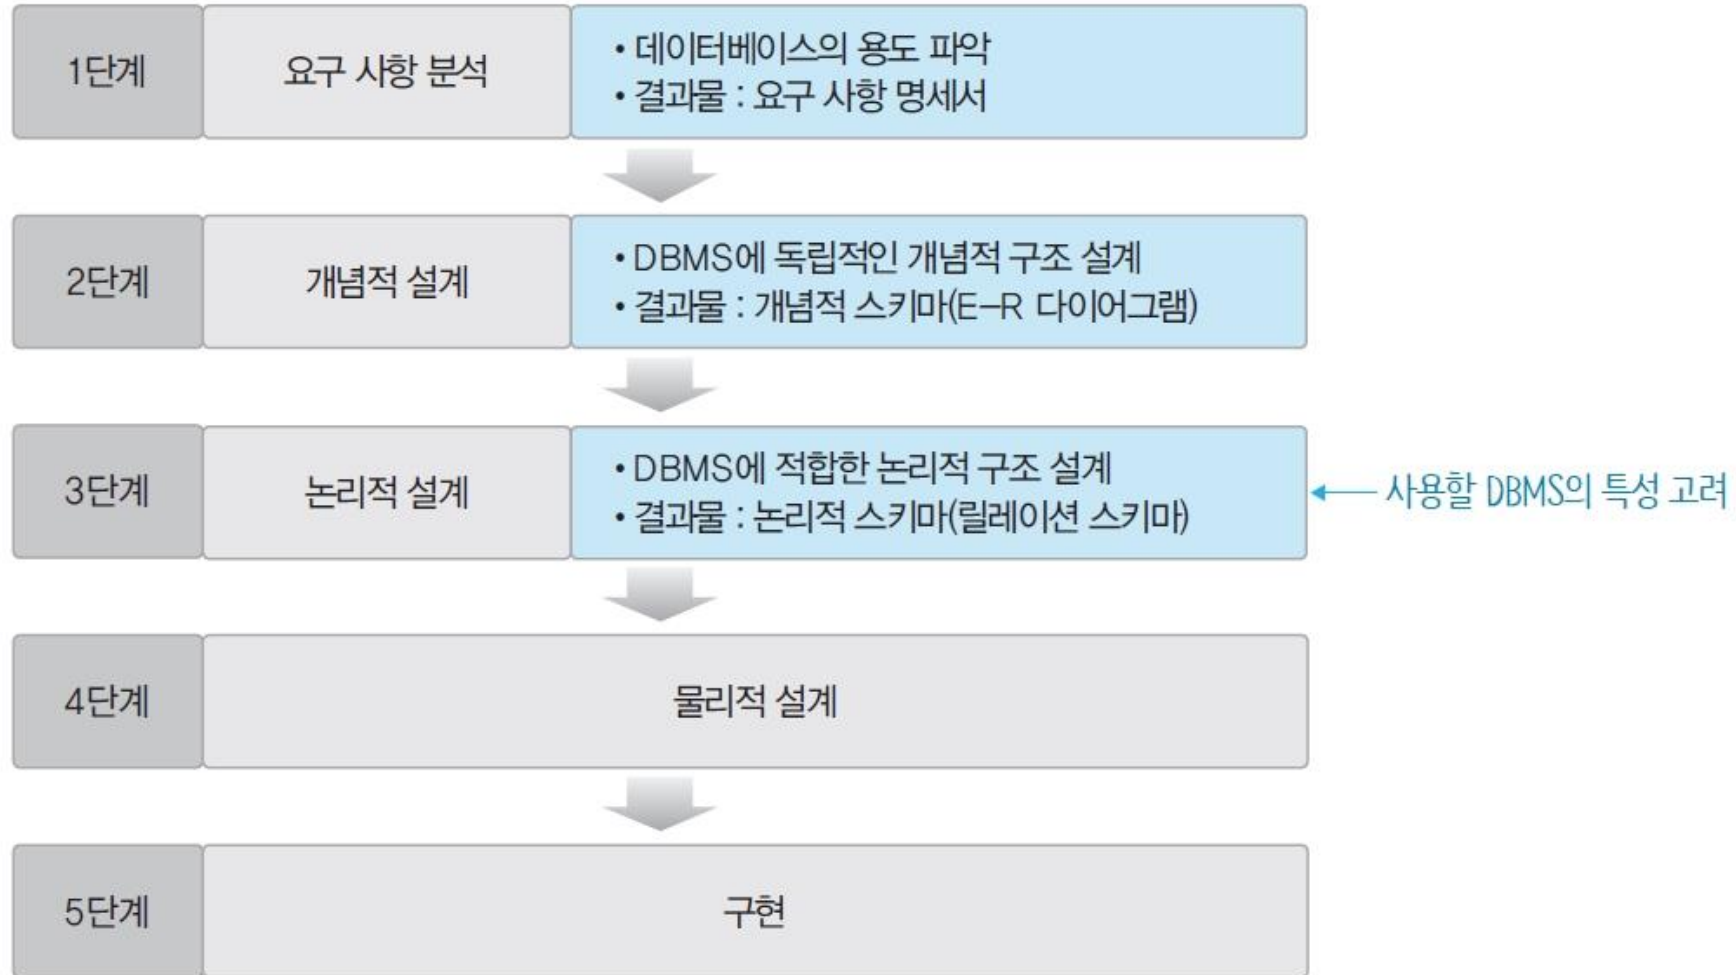 1단계
요구 사항 분석
• 데이터베이스의 용도 파악
• 결과물 : 요구 사항 명세서
2단계
개념적 설계
• DBMS에 독립적인 개념적 구조 설계
• 결과물 : 개념적 스키마(E-R 다이어그램)
3단계
논리적 설계
• DBMS에 적합한 논리적 구조 설계
• 결과물 : 논리적 스키마(릴레이션 스키마)
사용할 DBMS의 특성 고려
4단계
물리적 설계
5단계
구현